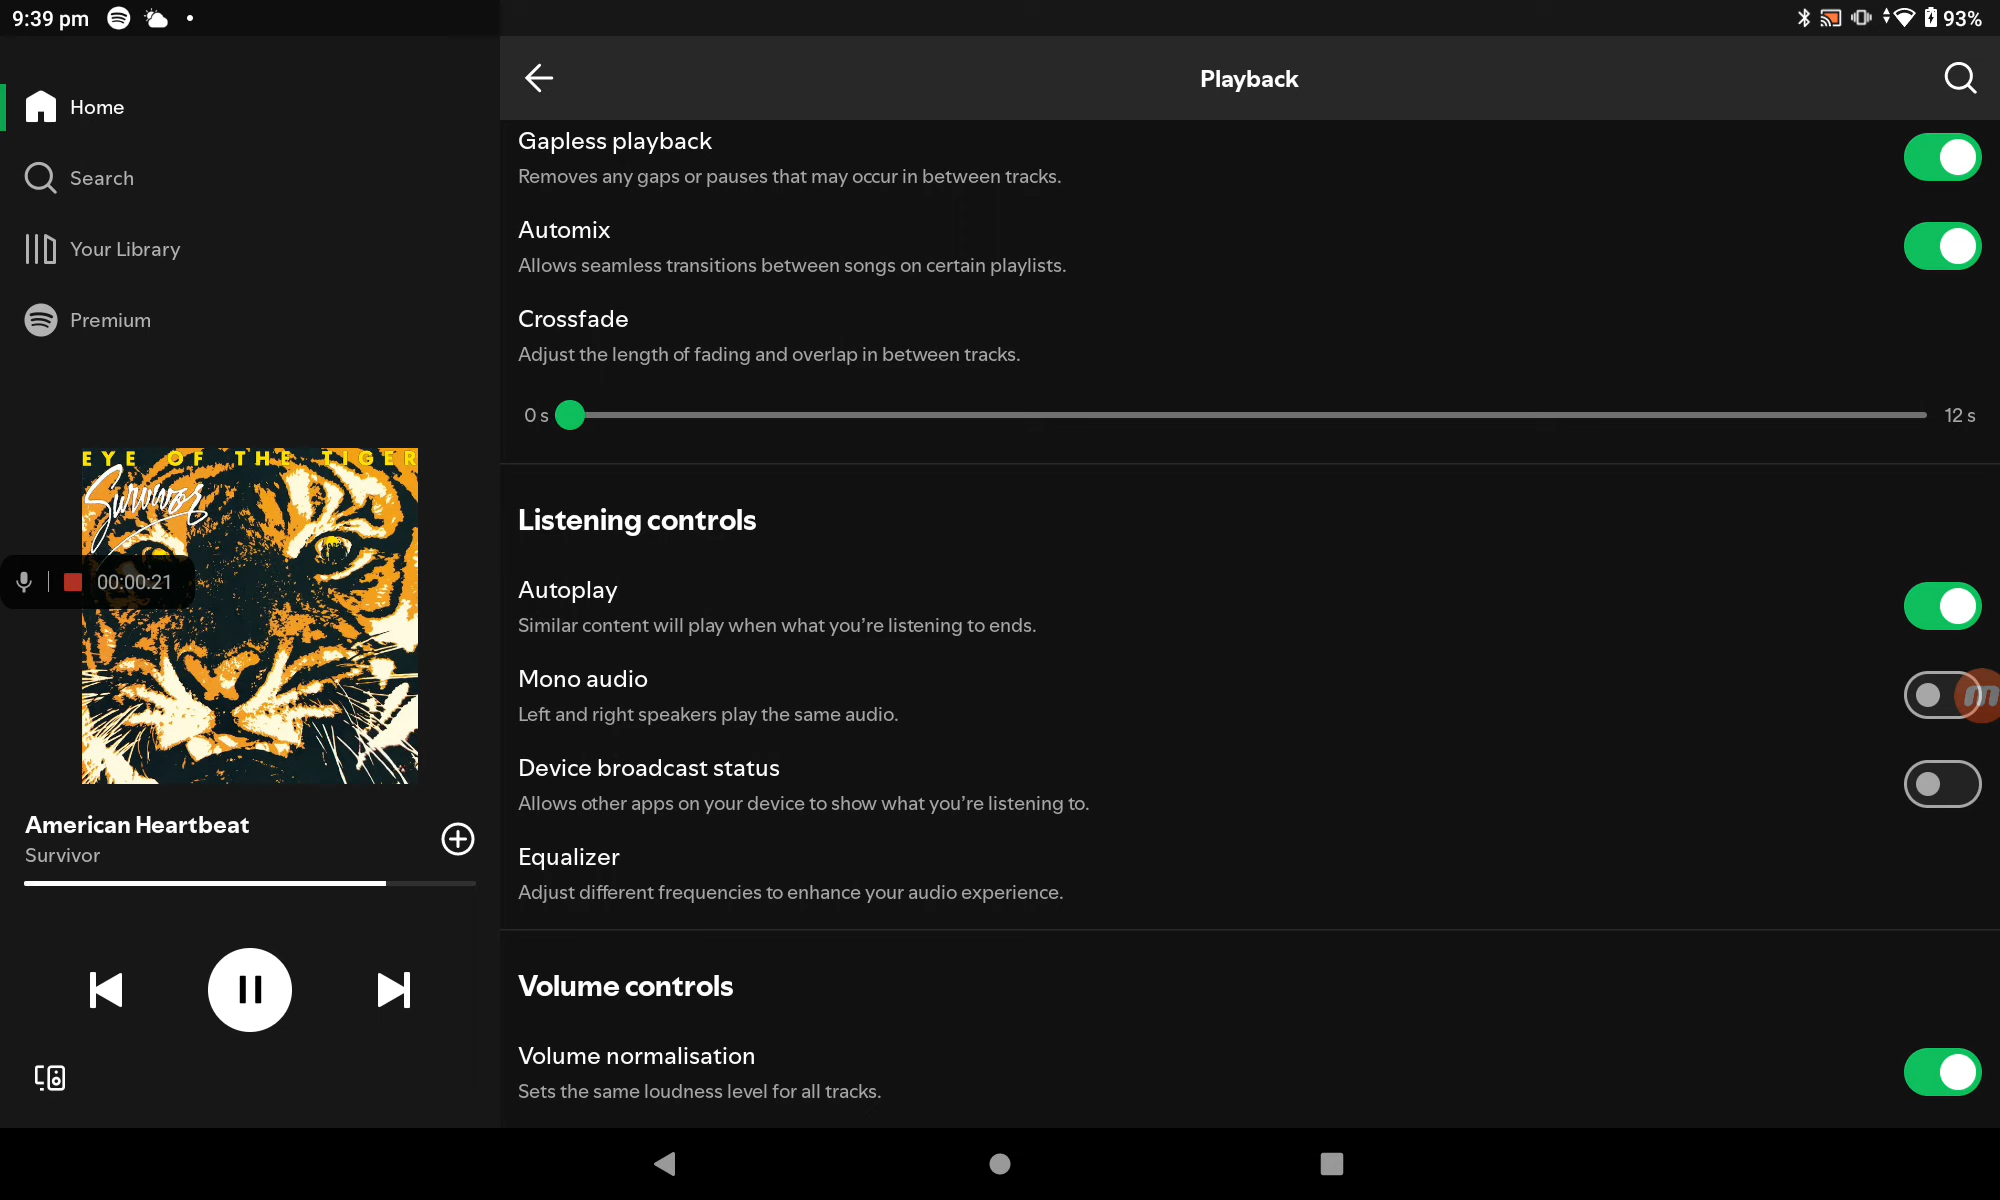 9:39 pm
93%
Home
Search
Your Library
Premium
EYE OF THE TIGER
Survivor
00:00:21
American Heartbeat
Survivor
Playback
Gapless playback
Removes any gaps or pauses that may occur in between tracks.
Automix
Allows seamless transitions between songs on certain playlists.
Crossfade
Adjust the length of fading and overlap in between tracks.
0 s
12 s
Listening controls
Autoplay
Similar content will play when what you’re listening to ends.
Mono audio
Left and right speakers play the same audio.
Device broadcast status
Allows other apps on your device to show what you’re listening to.
Equalizer
Adjust different frequencies to enhance your audio experience.
Volume controls
Volume normalisation
Sets the same loudness level for all tracks.